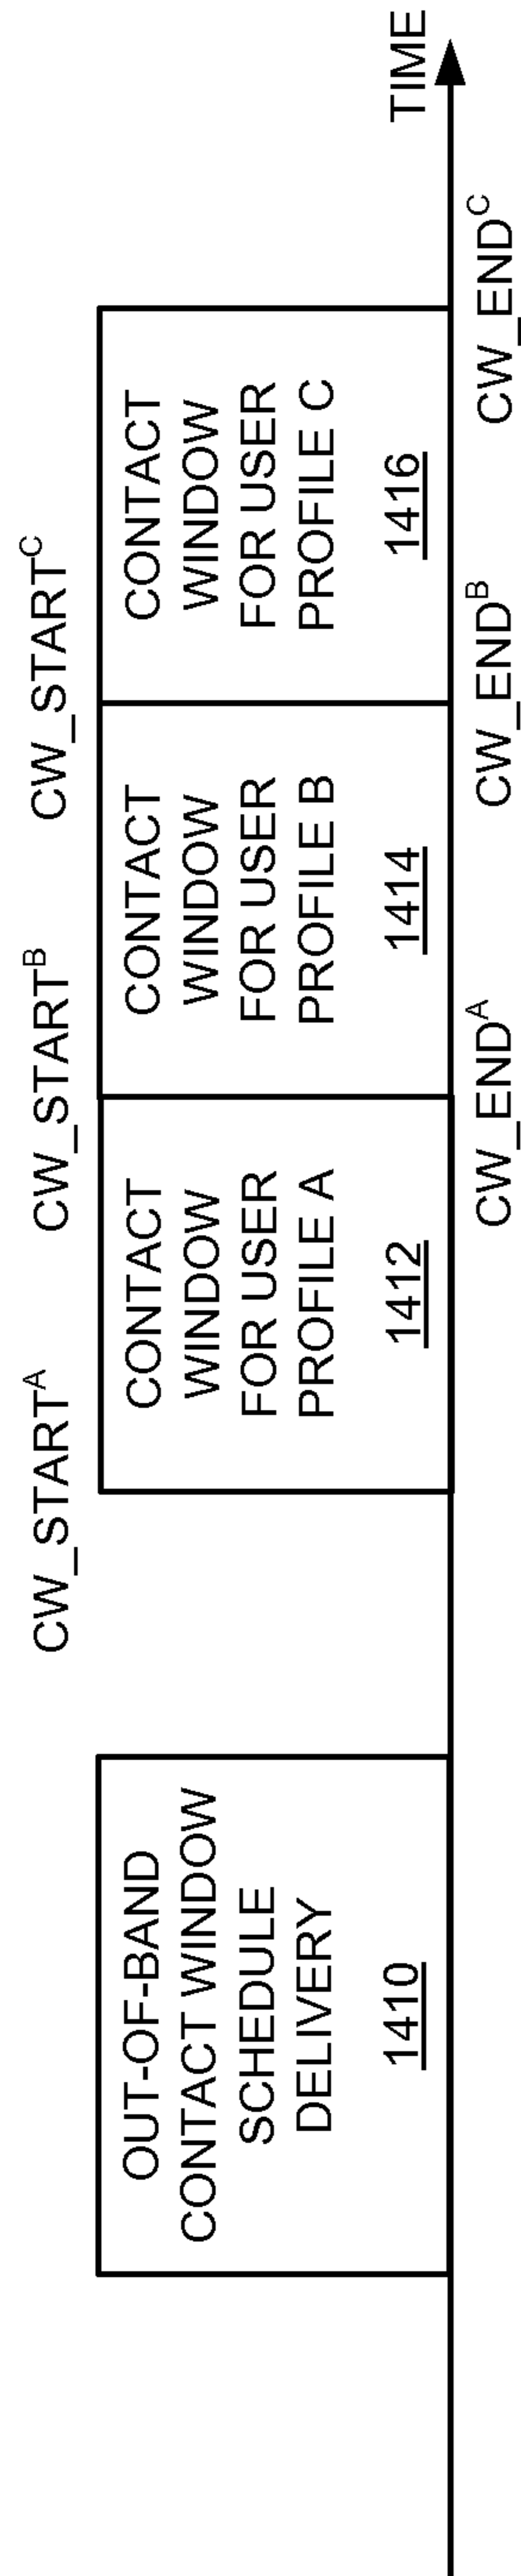 CW_START^A
CW_START^B
CW_START^C
OUT-OF-BAND
CONTACT WINDOW
SCHEDULE
DELIVERY
1410
CONTACT
WINDOW
FOR USER
PROFILE A
1412
CONTACT
WINDOW
FOR USER
PROFILE B
1414
CONTACT
WINDOW
FOR USER
PROFILE C
1416
TIME
CW_END^A
CW_END^B
CW_END^C